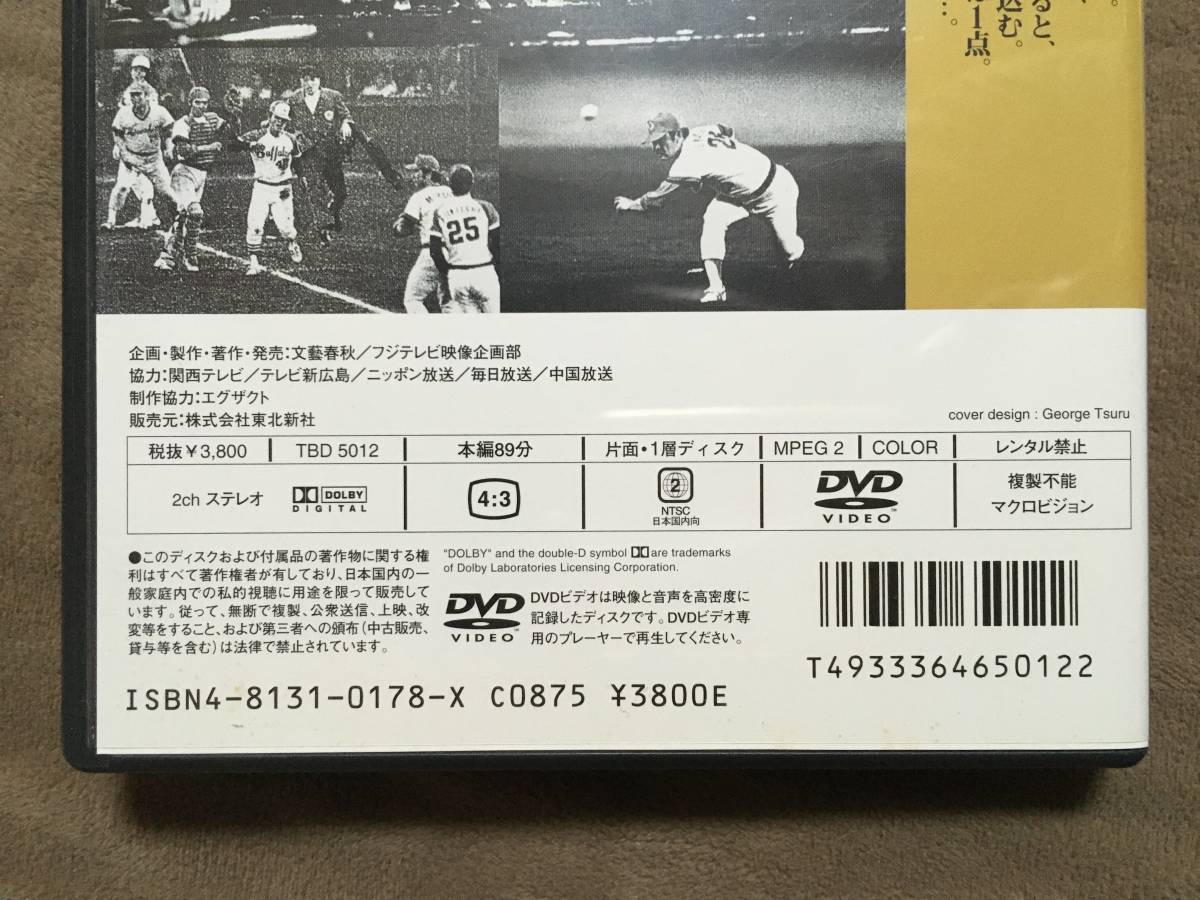 ると、
込む。
1点。
…。
Buffaloes
25
企画・製作・著作・発売:文藝春秋/フジテレビ映像企画部
協力:関西テレビ/テレビ新広島/ニッポン放送/毎日放送/中国放送
制作協力:エグザクト
販売元:株式会社東北新社
cover design : George Tsuru
税抜¥3,800 TBD 5012 本編89分 片面・1層ディスク MPEG 2 COLOR レンタル禁止
2ch ステレオ DOLBY DIGITAL 4:3 2 NTSC 日本国内向 DVD VIDEO 複製不能 マクロビジョン
●このディスクおよび付属品の著作物に関する権
利はすべて著作権者が有しており、日本国内の一
般家庭内での私的視聴に用途を限って販売して
います。従って、無断で複製、公衆送信、上映、改
変等をすること、および第三者への頒布(中古販売、
貸与等を含む)は法律で禁止されています。
"DOLBY" and the double-D symbol are trademarks
of Dolby Laboratories Licensing Corporation.
DVD VIDEO
DVDビデオは映像と音声を高密度に
記録したディスクです。DVDビデオ専
用のプレーヤーで再生してください。
T4933364650122
ISBN4-8131-0178-X C0875 ¥3800E